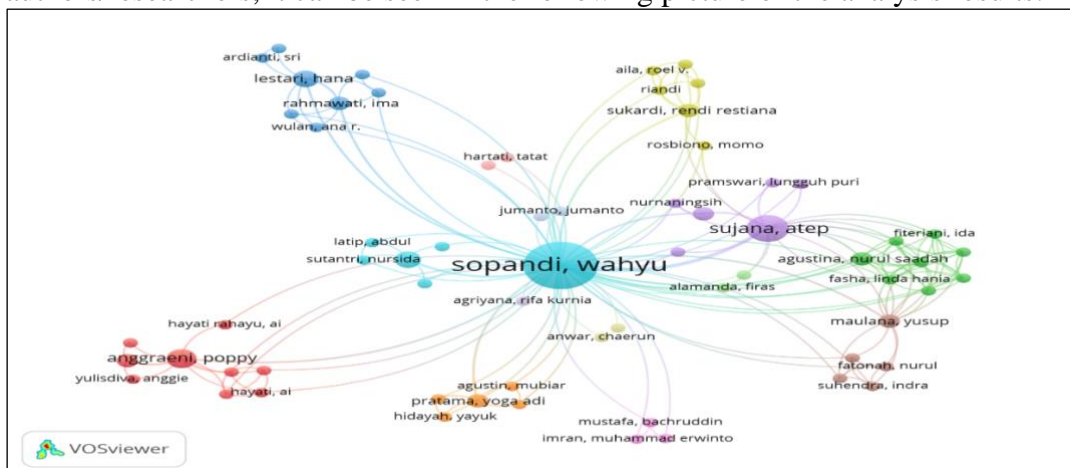 ardianti, sri
lestari, hana
rahmawati, ima
wulan, ana r.
aila, roel v.
riandi
sukardi, rendi restiana
rosbiono, momo
hartati, tatat
pramswari, lungguh puri
nurnaningsih
jumanto, jumanto
sujana, atep
fiteriani, ida
latip, abdul
sutantri, nursida
sopandi, wahyu
agustina, nurul saadah
fasha, linda hania
alamanda, firas
agriyana, rifa kurnia
hayati rahayu, ai
anwar, chaerun
maulana, yusup
anggraeni, poppy
yulisdiva, anggie
hayati, ai
agustin, mubiar
pratama, yoga adi
hidayah, yayuk
fatonah, nurul
suhendra, indra
mustafa, bachruddin
imran, muhammad erwinto
VOSviewer